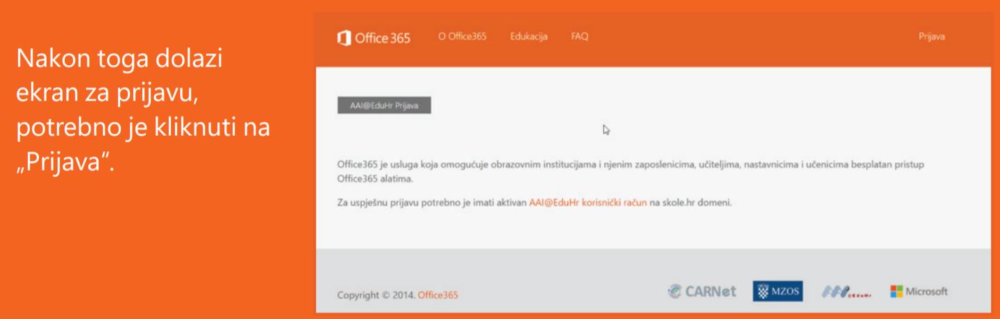 Nakon toga dolazi
ekran za prijavu,
potrebno je kliknuti na
„Prijava“.
Office 365 O Office365 Edukacija FAQ Prijava
AAI@EduHr Prijava
Office365 je usluga koja omogućuje obrazovnim institucijama i njenim zaposlenicima, učiteljima, nastavnicima i učenicima besplatan pristup
Office365 alatima.
Za uspješnu prijavu potrebno je imati aktivan AAI@EduHr korisnički račun na skole.hr domeni.
Copyright © 2014. Office365 CARNet MZOS Microsoft